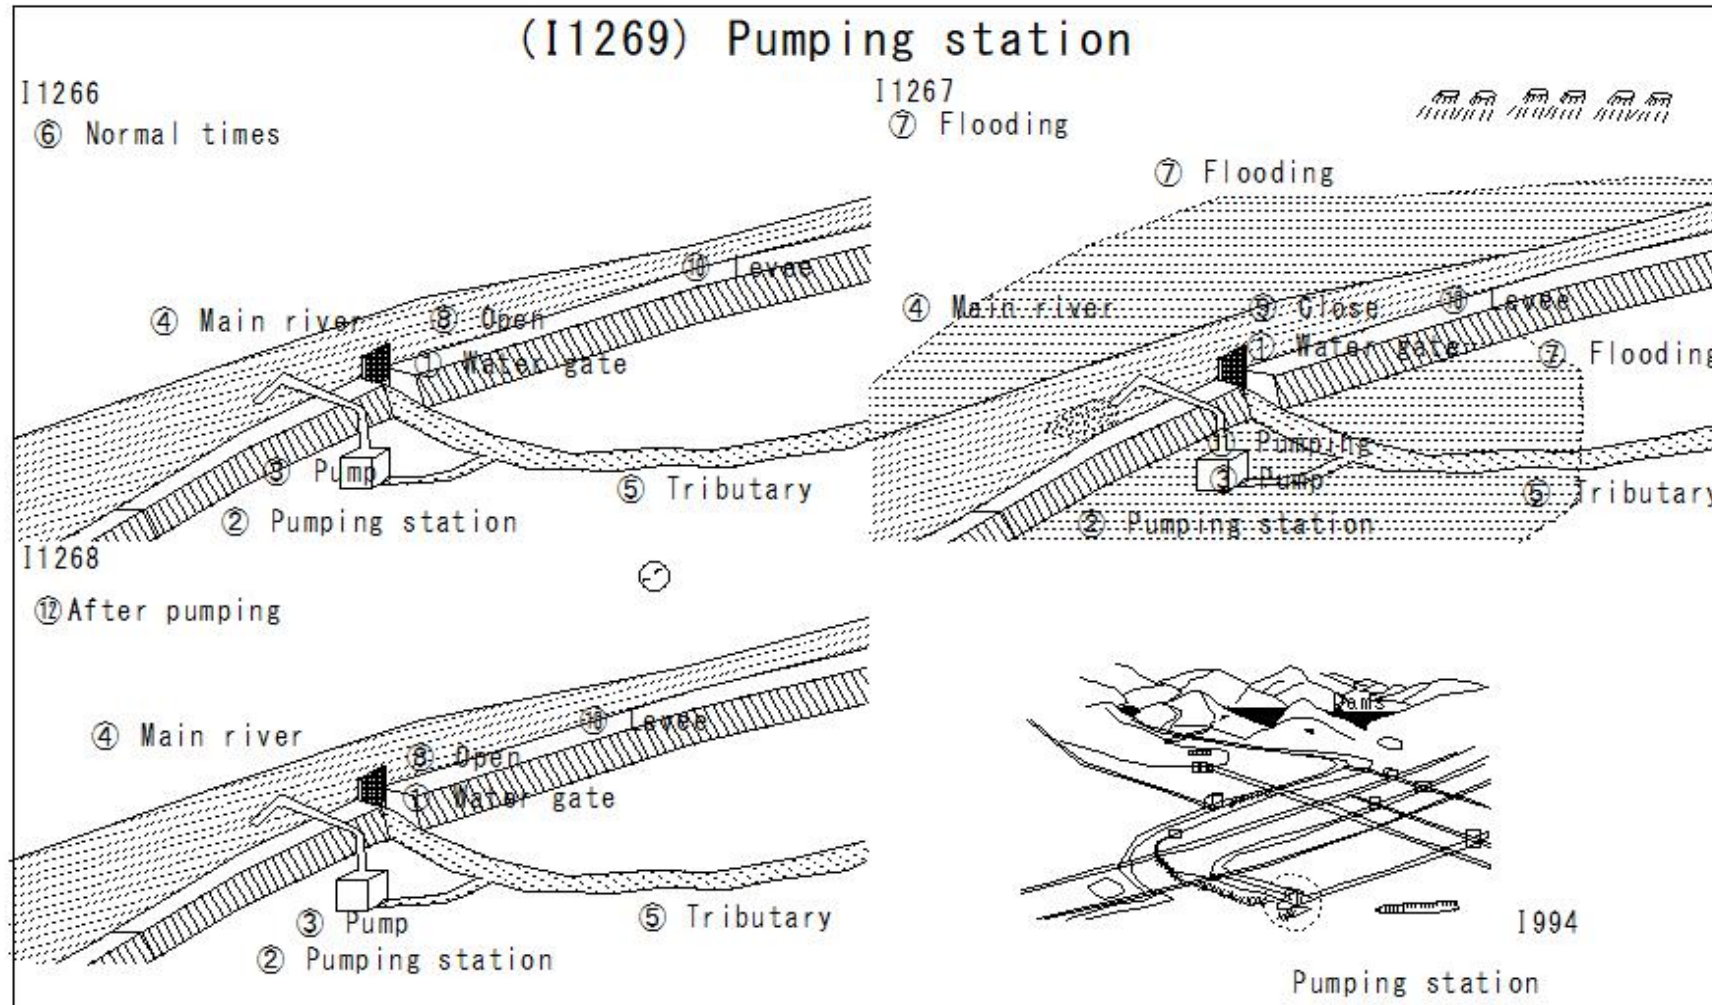 (I1269) Pumping station
I1266
⑥ Normal times
④ Main river
⑧ Open
⑩ Levee
① Water gate
③ Pump
⑤ Tributary
② Pumping station
I1267
⑦ Flooding
⑦ Flooding
④ Main river
⑨ Close
⑩ Levee
① Water gate
⑦ Flooding
⑪ Pumping
③ Pump
⑤ Tributary
② Pumping station
I1268
⑫After pumping
④ Main river
⑩ Levee
⑧ Open
① Water gate
③ Pump
⑤ Tributary
② Pumping station
Dams
I994
Pumping station